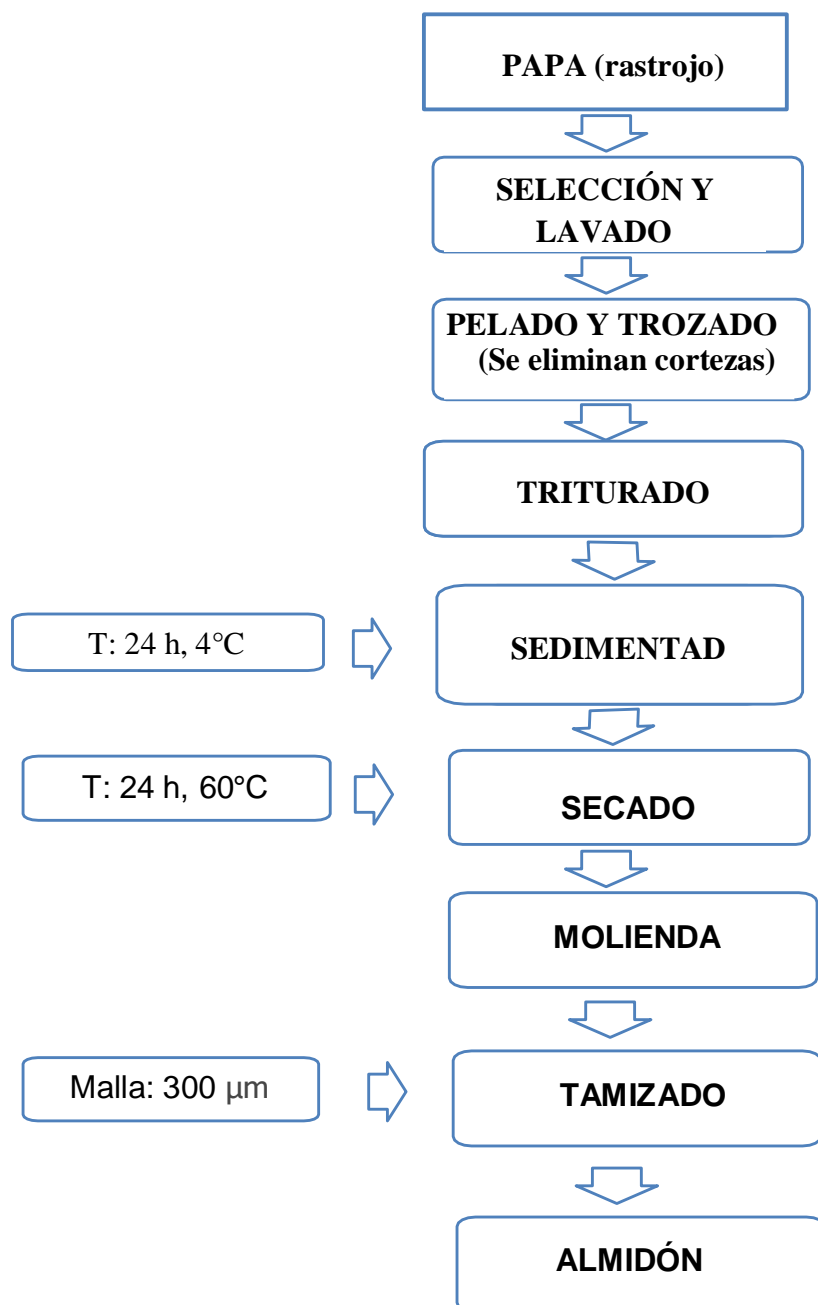 PAPA (rastrojo)
SELECCIÓN Y
LAVADO
PELADO Y TROZADO
(Se eliminan cortezas)
TRITURADO
T: 24 h, 4°C
SEDIMENTAD
T: 24 h, 60°C
SECADO
MOLIENDA
Malla: 300 µm
TAMIZADO
ALMIDÓN